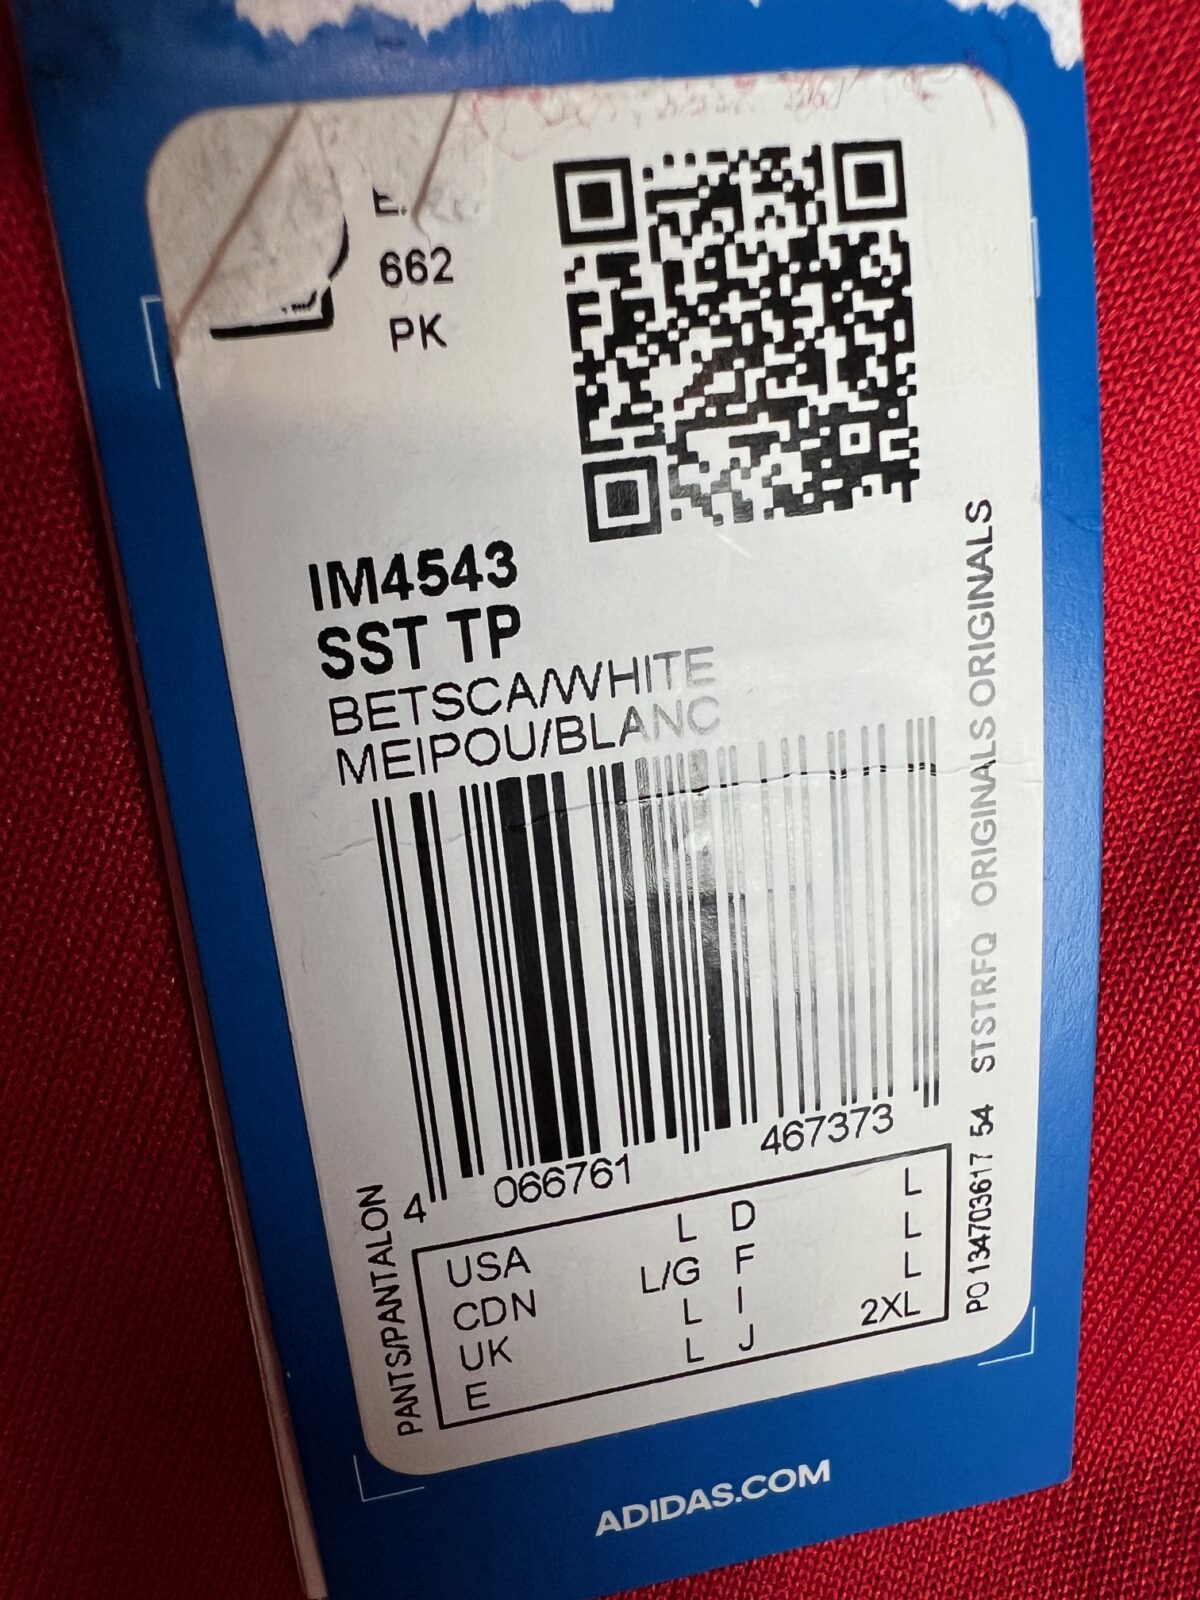 662
PK
IM4543
SST TP
BETSCA/WHITE
MEIPOU/BLANC
4 066761 467373
PANTS/PANTALON
USA L D L
CDN L/G F L
UK L I L
E L J 2XL
PO 134703617 54 STSTRFQ ORIGINALS ORIGINALS
ADIDAS.COM